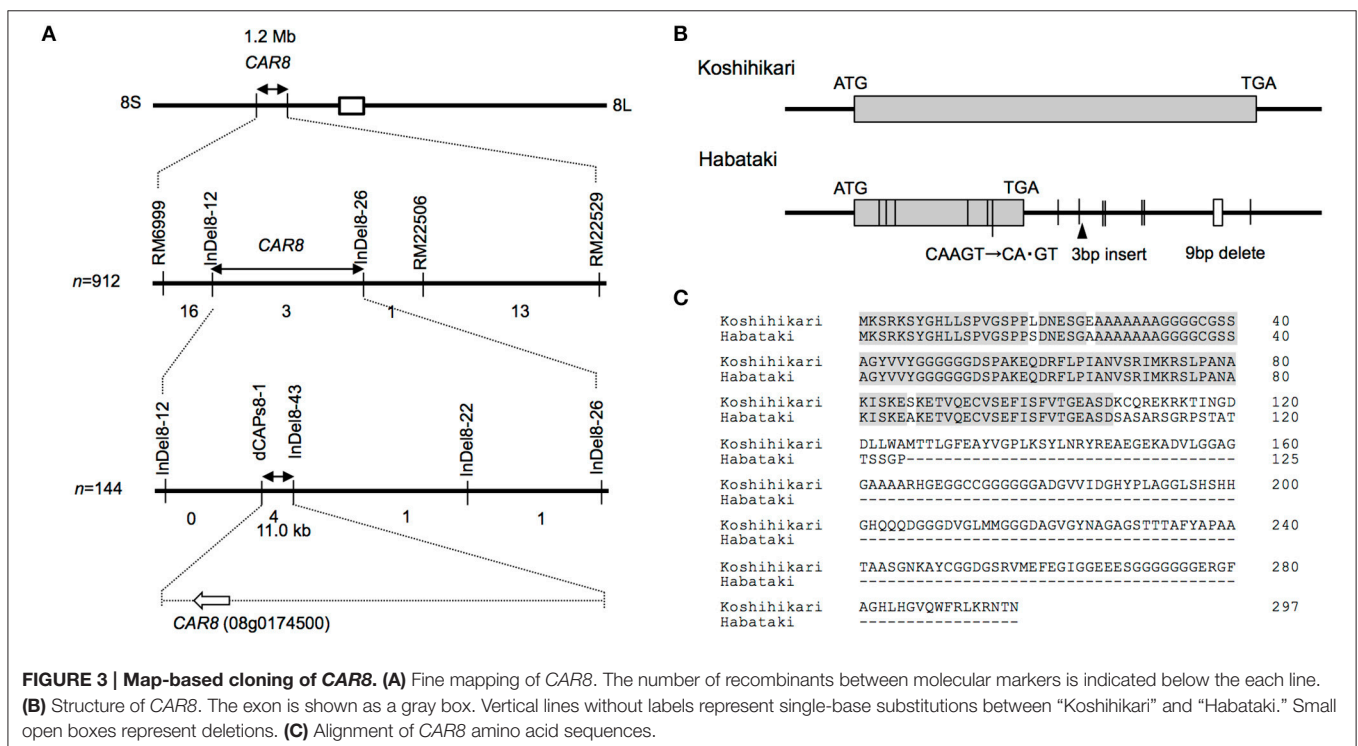 A
1.2 Mb
CAR8
8S
8L
RM6999
InDel8-12
CAR8
InDel8-26
RM22506
RM22529
n=912
16
3
1
13
InDel8-12
dCAPs8-1
InDel8-43
InDel8-22
InDel8-26
n=144
0
4
1
1
11.0 kb
CAR8 (08g0174500)
B
Koshihikari
ATG
TGA
Habataki
ATG
TGA
CAAGT→CA·GT
3bp insert
9bp delete
C
Koshihikari MKSRKSYGHLLSPVGSPPLDNESGEAAAAAAAGGGGCGSS 40
Habataki MKSRKSYGHLLSPVGSPPSDNESGAAAAAAAAGGGGCGSS 40
Koshihikari AGYVVYGGGGGGDSPAKEQDRFLPIANVSRIMKRSLPANA 80
Habataki AGYVVYGGGGGGDSPAKEQDRFLPIANVSRIMKRSLPANA 80
Koshihikari KISKESKETVQECVSEFISFVTGEASDKCQREKRKTINGD 120
Habataki KISKEAKETVQECVSEFISFVTGEASDSASARSGRPSTAT 120
Koshihikari DLLWAMTTLGFEAYVGPLKSYLNRYREAEGEKADVLGGAG 160
Habataki TSSGP----------------------------------- 125
Koshihikari GAAAARHGEGGCCGGGGGGADGVVIDGHYPLAGGLSHSHH 200
Habataki ----------------------------------------
Koshihikari GHQQQDGGGDVGLMMGGGDAGVGYNAGAGSTTTAFYAPAA 240
Habataki ----------------------------------------
Koshihikari TAASGNKAYCGGDGSRVMEFEGIGGEEESGGGGGGGERGF 280
Habataki ----------------------------------------
Koshihikari AGHLHGVQWFRLKRNTN 297
Habataki -----------------
FIGURE 3 | Map-based cloning of CAR8. (A) Fine mapping of CAR8. The number of recombinants between molecular markers is indicated below the each line.
(B) Structure of CAR8. The exon is shown as a gray box. Vertical lines without labels represent single-base substitutions between “Koshihikari” and “Habataki.” Small
open boxes represent deletions. (C) Alignment of CAR8 amino acid sequences.